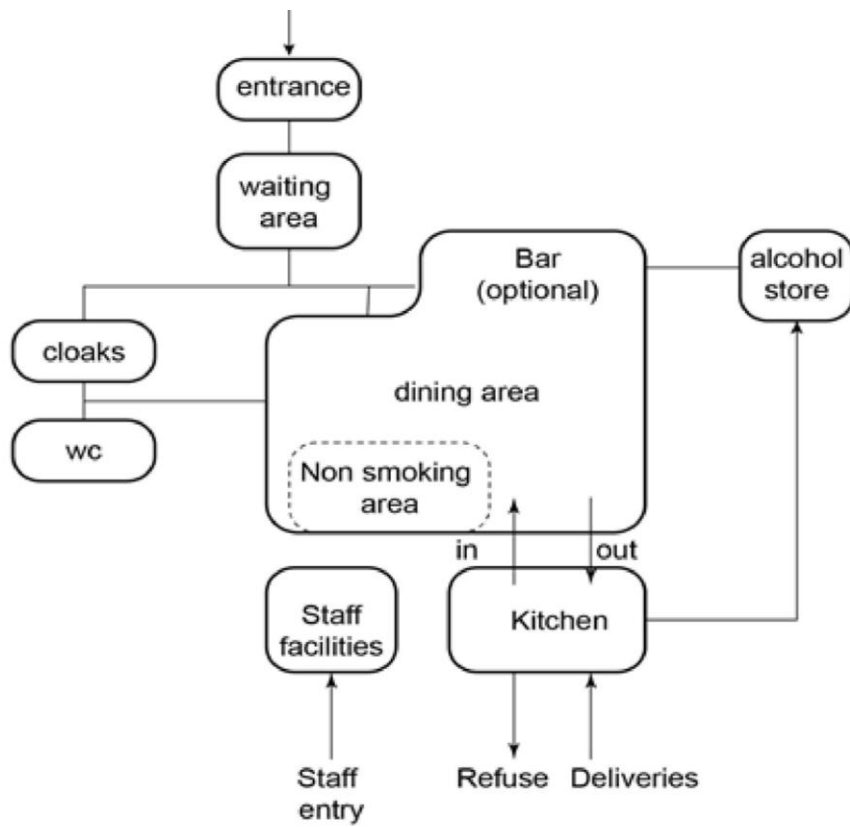 entrance
waiting
area
Bar
(optional)
alcohol
store
cloaks
dining area
wc
Non smoking
area
in
out
Staff
facilities
Kitchen
Staff
entry
Refuse
Deliveries